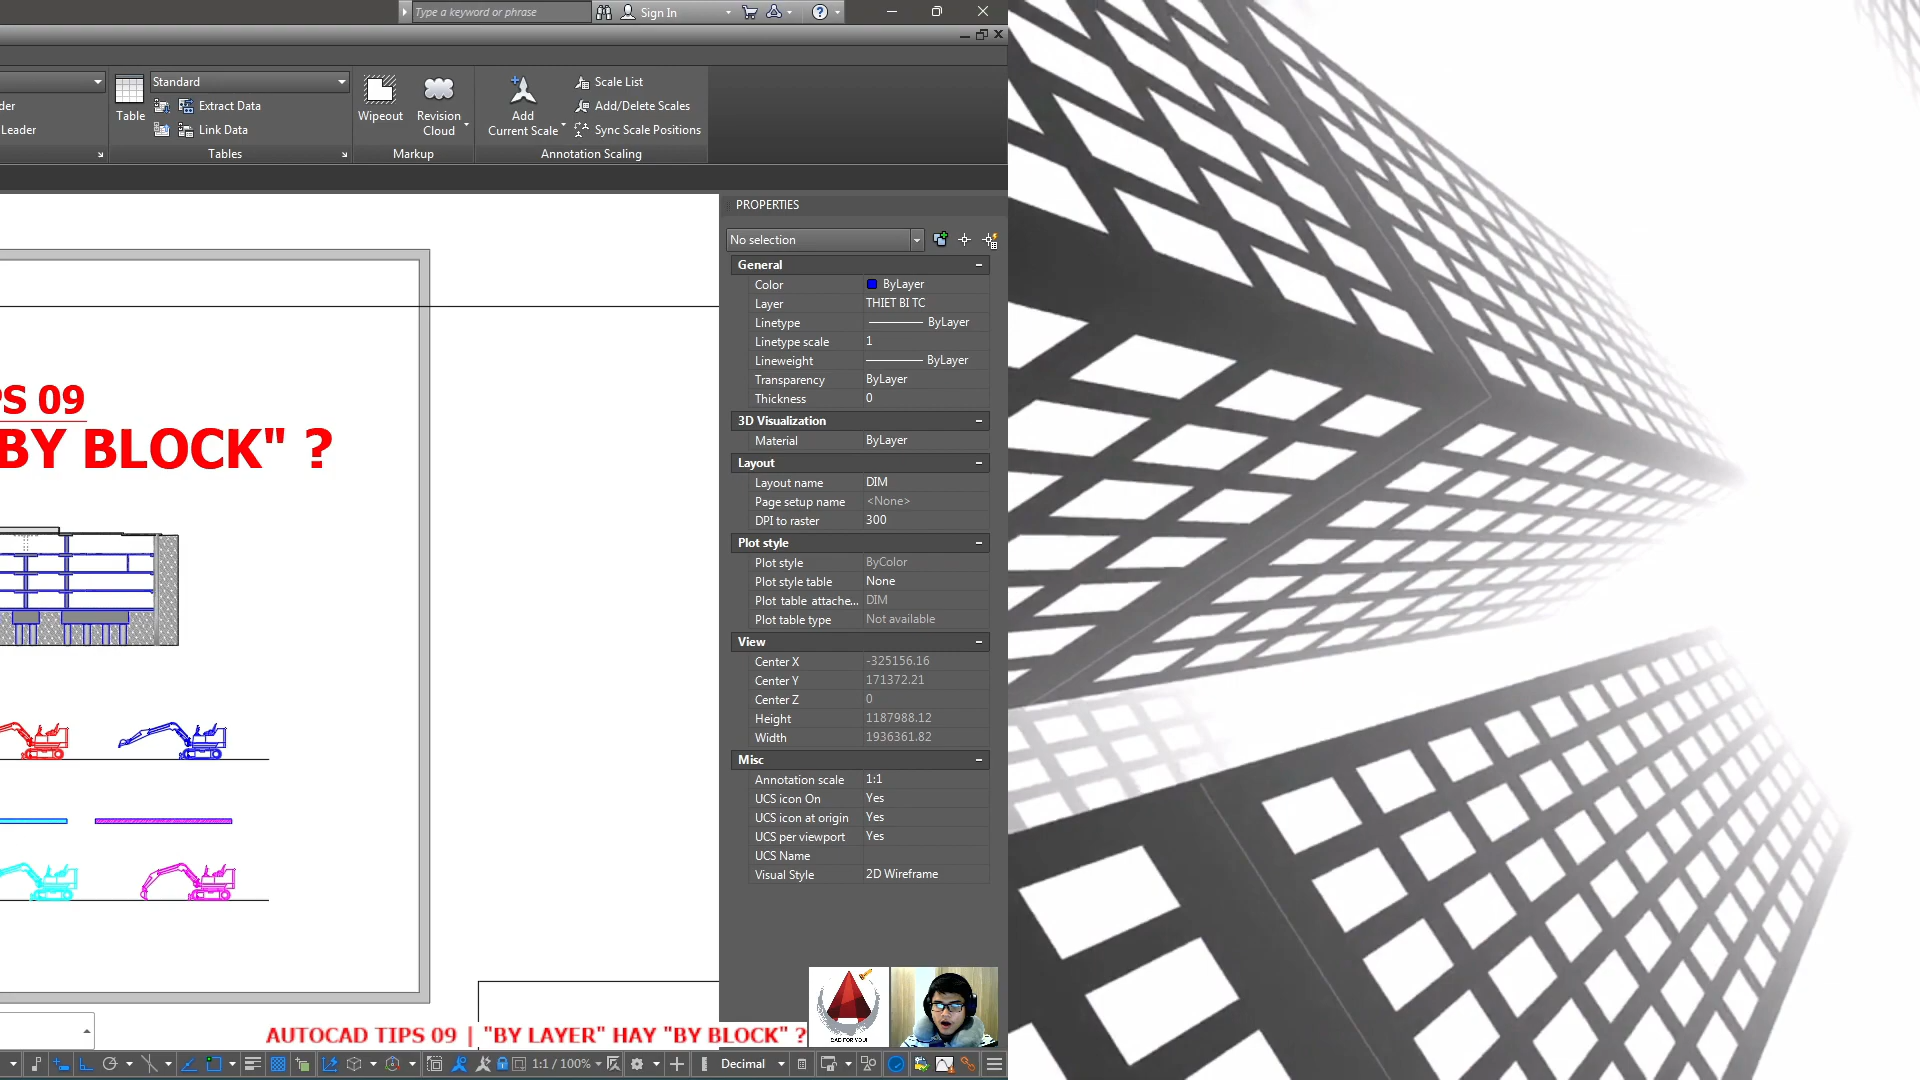 Type a keyword or phrase
Sign In
Standard
Table
Extract Data
Link Data
Tables
der
Leader
Wipeout
Revision
Cloud
Markup
Add
Current Scale
Scale List
Add/Delete Scales
Sync Scale Positions
Annotation Scaling
PS 09
BY BLOCK" ?
PROPERTIES
No selection
General
Color ByLayer
Layer THIET BI TC
Linetype ByLayer
Linetype scale 1
Lineweight ByLayer
Transparency ByLayer
Thickness 0
3D Visualization
Material ByLayer
Layout
Layout name DIM
Page setup name <None>
DPI to raster 300
Plot style
Plot style ByColor
Plot style table None
Plot table attache... DIM
Plot table type Not available
View
Center X -325156.16
Center Y 171372.21
Center Z 0
Height 1187988.12
Width 1936361.82
Misc
Annotation scale 1:1
UCS icon On Yes
UCS icon at origin Yes
UCS per viewport Yes
UCS Name
Visual Style 2D Wireframe
CAD FOR YOU!
AUTOCAD TIPS 09 | "BY LAYER" HAY "BY BLOCK" ?
1:1 / 100%
Decimal